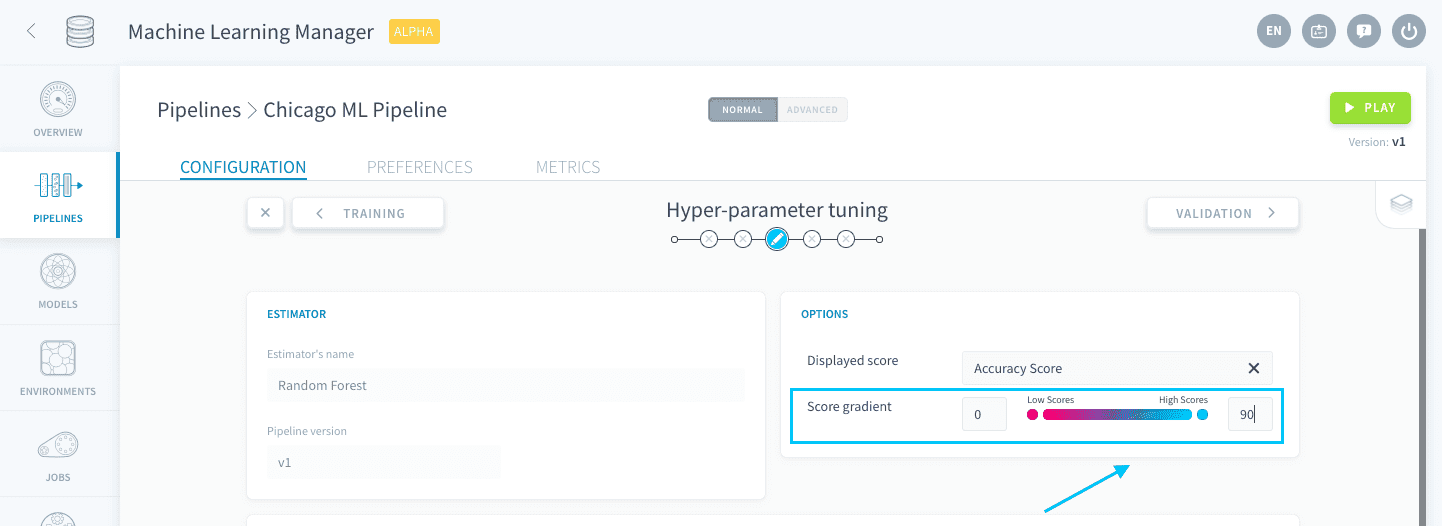 Machine Learning Manager ALPHA
EN
OVERVIEW
PIPELINES
MODELS
ENVIRONMENTS
JOBS
Pipelines > Chicago ML Pipeline
NORMAL ADVANCED
PLAY
Version: v1
CONFIGURATION PREFERENCES METRICS
TRAINING
Hyper-parameter tuning
VALIDATION
ESTIMATOR
Estimator's name
Random Forest
Pipeline version
v1
OPTIONS
Displayed score
Accuracy Score
Score gradient
0
Low Scores High Scores
90